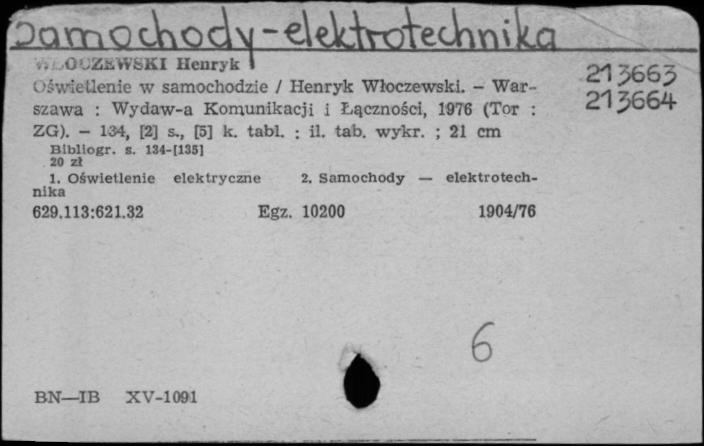 Samochody-elektrotechnika
WŁOCZEWSKI Henryk
213663
Oświetlenie w samochodzie / Henryk Włoczewski. – War-
213664
szawa : Wydaw-a Komunikacji i Łączności, 1976 (Tor :
ZG). – 134, [2] s., [5] k. tabl. : il. tab. wykr. ; 21 cm
Bibliogr. s. 134-[135]
20 zł
1. Oświetlenie elektryczne 2. Samochody — elektrotech-
nika
629.113:621.32 Egz. 10200 1904/76
6
BN—IB XV-1091